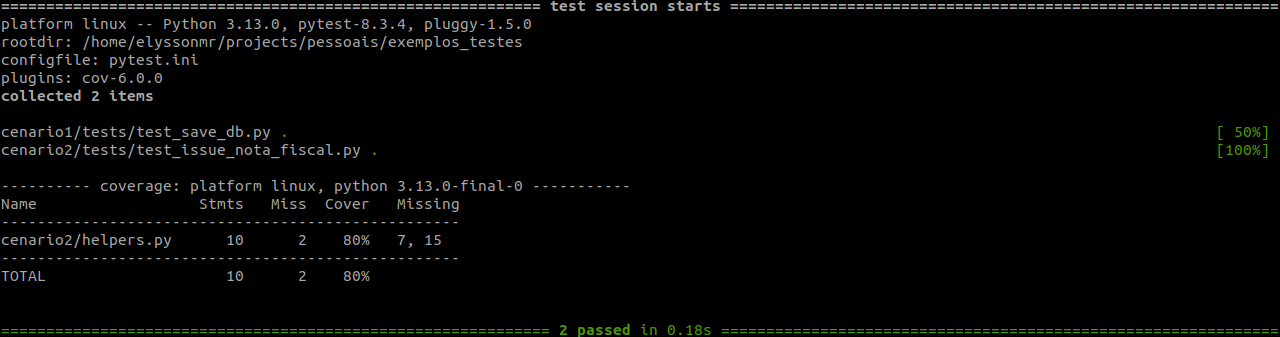 ============================================================ test session starts =============================================================
platform linux -- Python 3.13.0, pytest-8.3.4, pluggy-1.5.0
rootdir: /home/elyssonmr/projects/pessoais/exemplos_testes
configfile: pytest.ini
plugins: cov-6.0.0
collected 2 items
cenario1/tests/test_save_db.py . [ 50%]
cenario2/tests/test_issue_nota_fiscal.py . [100%]
---------- coverage: platform linux, python 3.13.0-final-0 -----------
Name Stmts Miss Cover Missing
---------------------------------------------------
cenario2/helpers.py 10 2 80% 7, 15
---------------------------------------------------
TOTAL 10 2 80%
============================================================= 2 passed in 0.18s ==============================================================